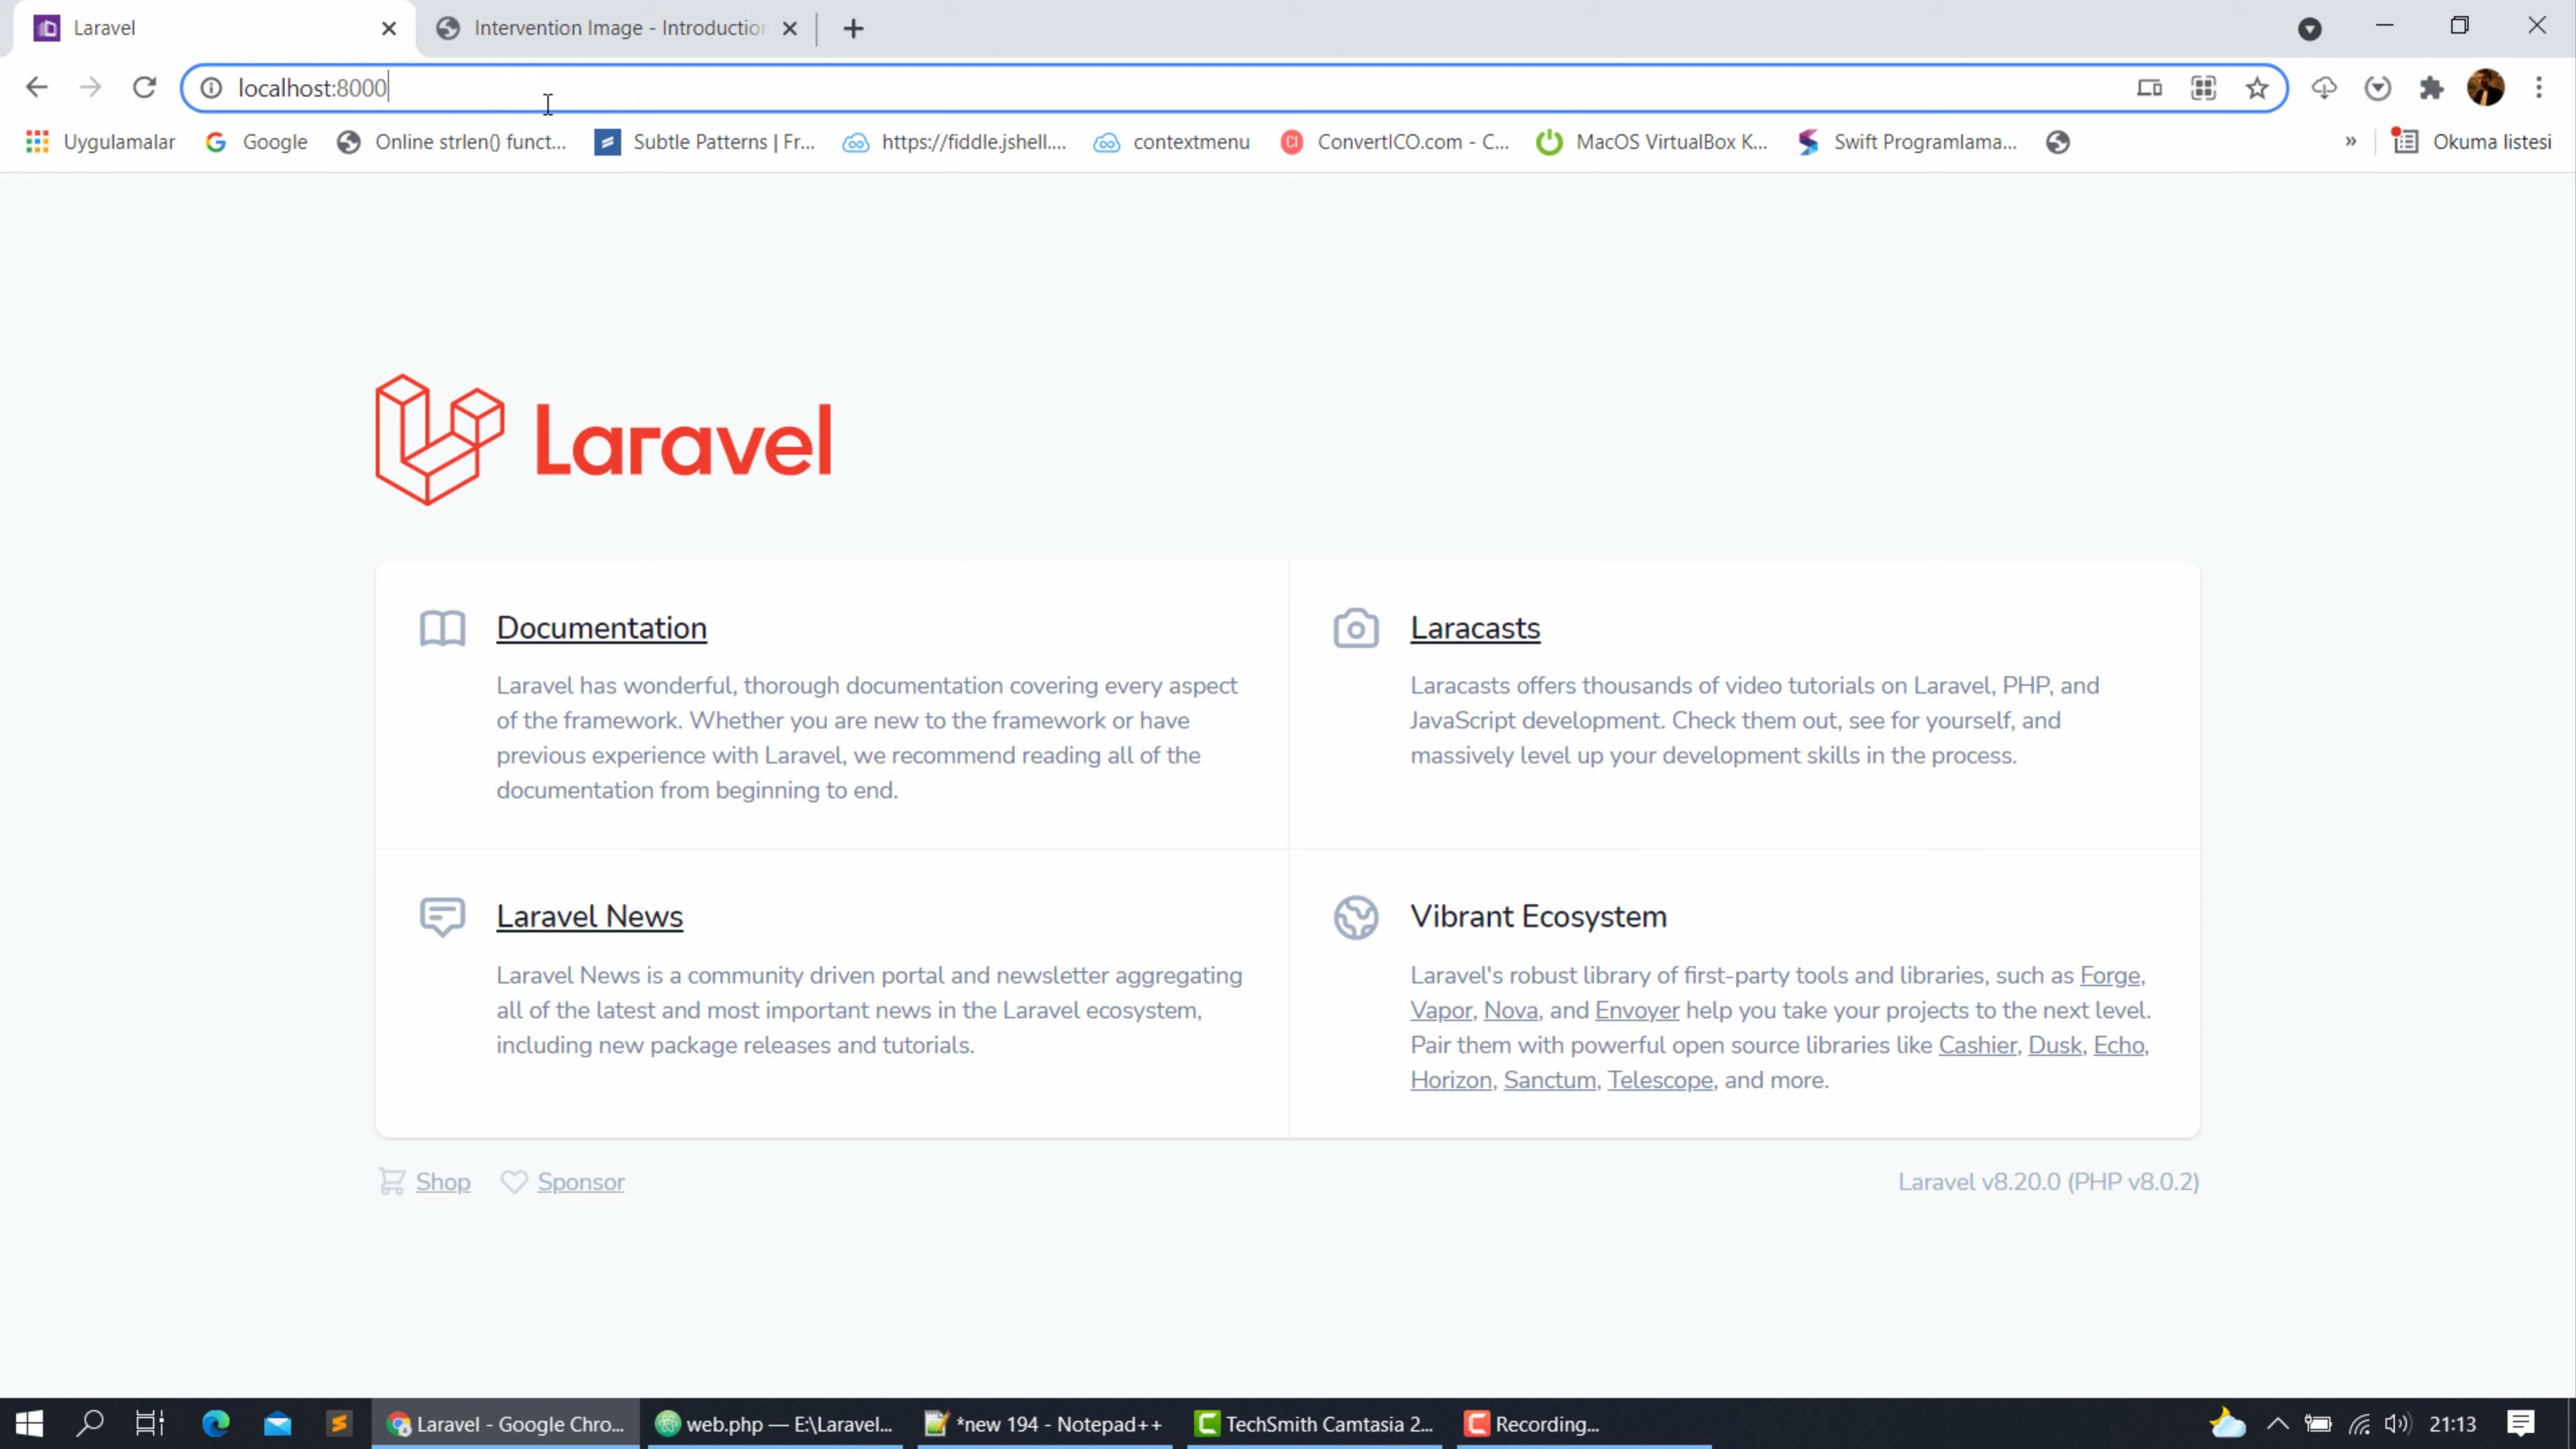 Laravel
Intervention Image - Introduction
localhost:8000
Uygulamalar
Google
Online strlen() funct...
Subtle Patterns | Fr...
https://fiddle.jshell....
contextmenu
CI
ConvertICO.com - C...
MacOS VirtualBox K...
Swift Programlama...
»
Okuma listesi
Laravel
Documentation
Laravel has wonderful, thorough documentation covering every aspect
of the framework. Whether you are new to the framework or have
previous experience with Laravel, we recommend reading all of the
documentation from beginning to end.
Laracasts
Laracasts offers thousands of video tutorials on Laravel, PHP, and
JavaScript development. Check them out, see for yourself, and
massively level up your development skills in the process.
Laravel News
Laravel News is a community driven portal and newsletter aggregating
all of the latest and most important news in the Laravel ecosystem,
including new package releases and tutorials.
Vibrant Ecosystem
Laravel's robust library of first-party tools and libraries, such as Forge,
Vapor, Nova, and Envoyer help you take your projects to the next level.
Pair them with powerful open source libraries like Cashier, Dusk, Echo,
Horizon, Sanctum, Telescope, and more.
Shop
Sponsor
Laravel v8.20.0 (PHP v8.0.2)
Laravel - Google Chro...
web.php — E:\Laravel...
*new 194 - Notepad++
TechSmith Camtasia 2...
Recording...
21:13